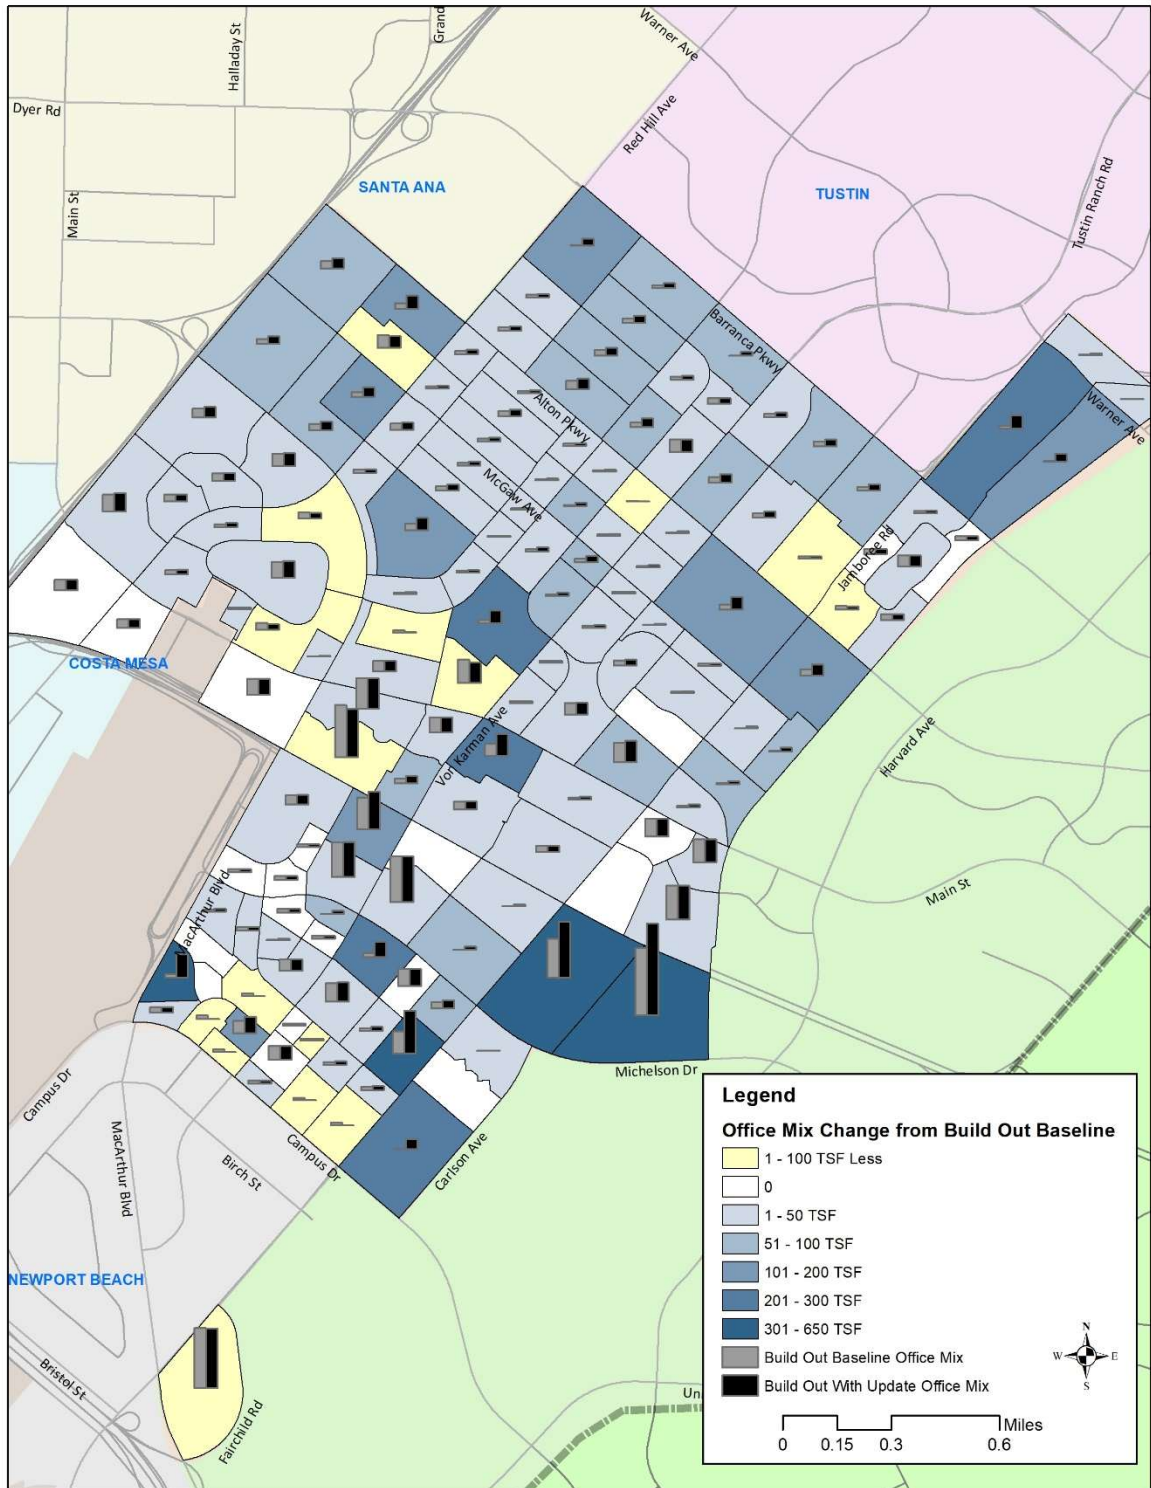 Halladay St
Grand
Warner Ave
Dyer Rd
Red Hill Ave
SANTA ANA
TUSTIN
Main St
Tustin Ranch Rd
Barranca Pkwy
Alton Pkwy
Warner Ave
McGaw Ave
Jamboree Rd
COSTA MESA
Von Karman Ave
Harvard Ave
MacArthur Blvd
Main St
Michelson Dr
Campus Dr
MacArthur Blvd
Birch St
Campus Dr
Carlson Ave
NEWPORT BEACH
Bristol St
Fairchild Rd
Un
Legend
Office Mix Change from Build Out Baseline
1 - 100 TSF Less
0
1 - 50 TSF
51 - 100 TSF
101 - 200 TSF
201 - 300 TSF
301 - 650 TSF
Build Out Baseline Office Mix
Build Out With Update Office Mix
N
W E
S
Miles
0 0.15 0.3 0.6